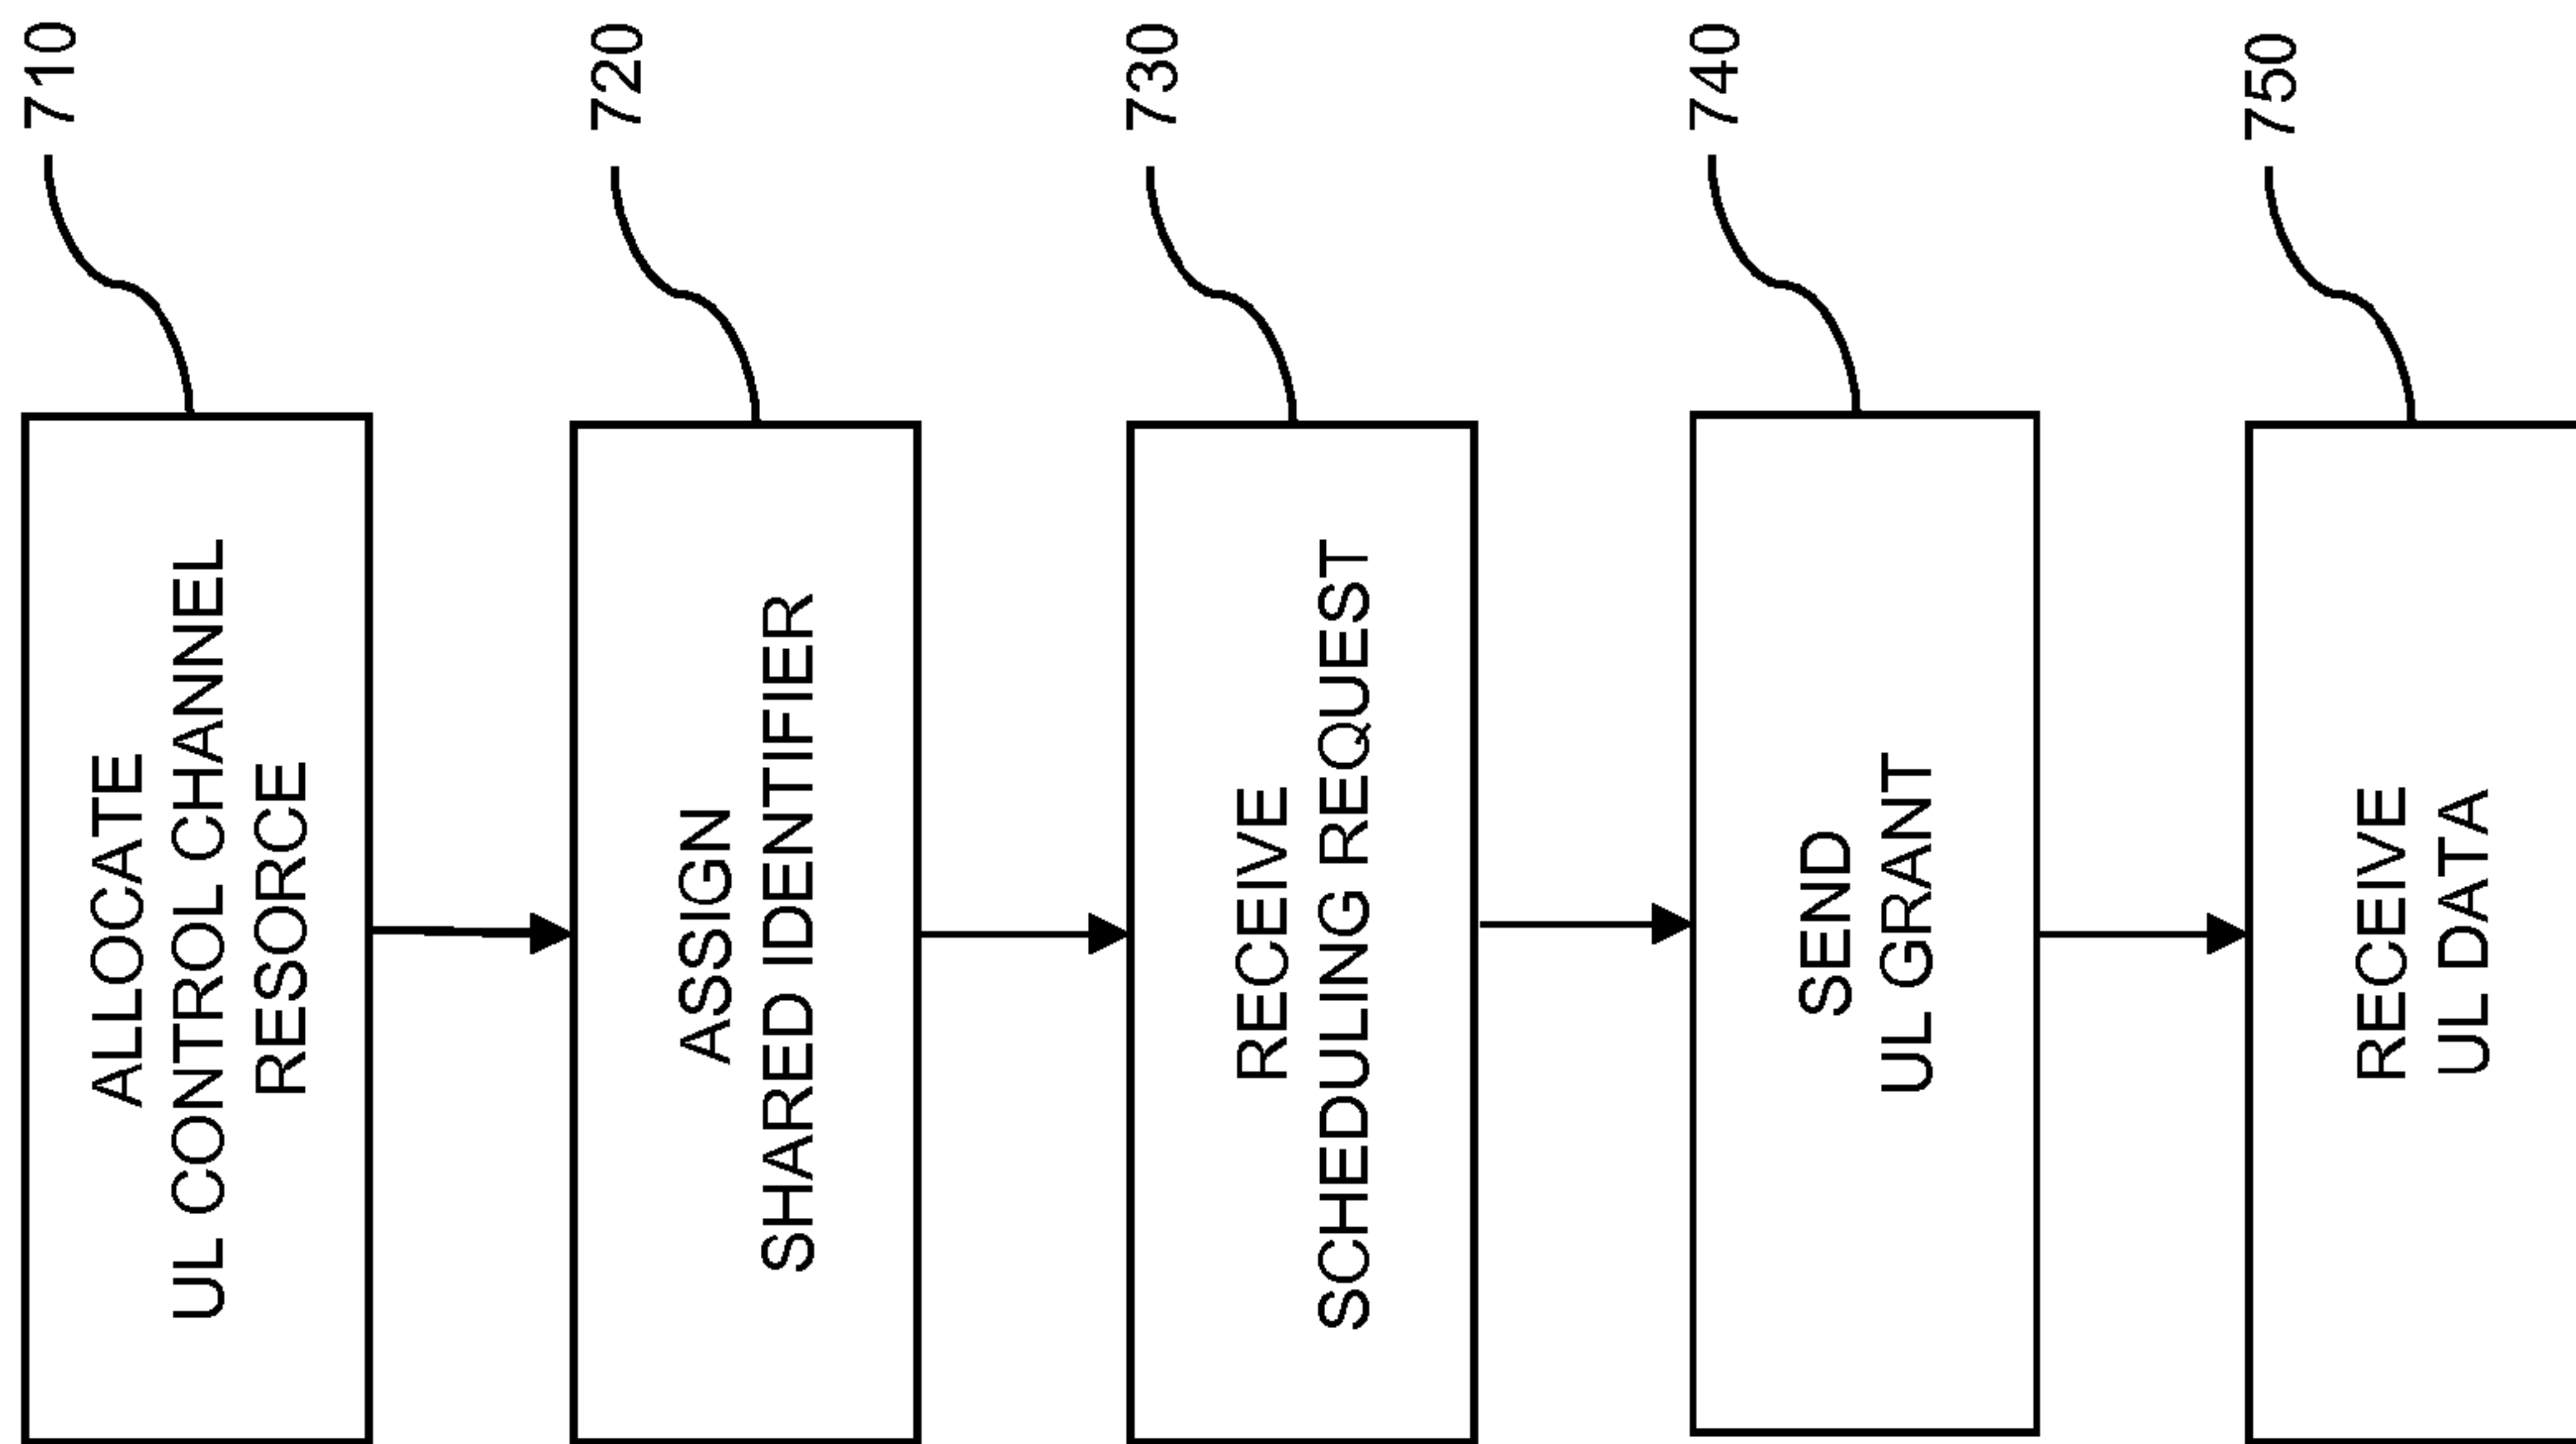 710
ALLOCATE
UL CONTROL CHANNEL
RESORCE
720
ASSIGN
SHARED IDENTIFIER
730
RECEIVE
SCHEDULING REQUEST
740
SEND
UL GRANT
750
RECEIVE
UL DATA